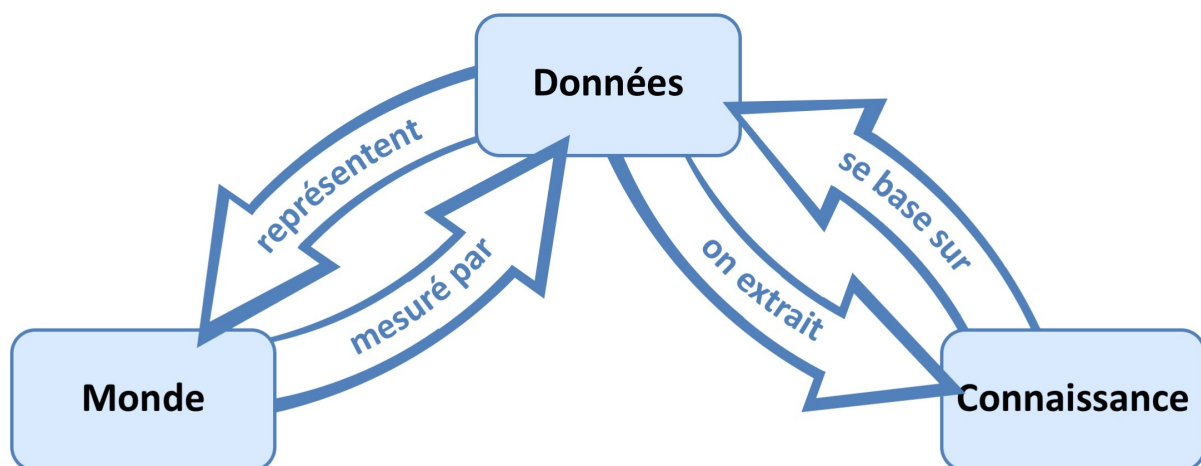 Données
représentent
mesuré par
on extrait
se base sur
Monde
Connaissance